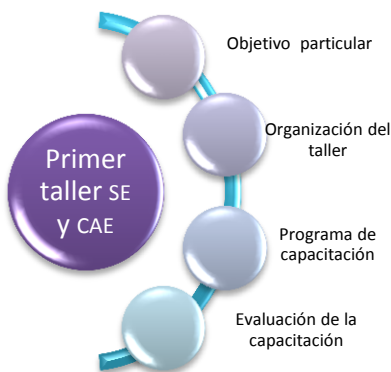 Primer
taller SE
y CAE
Objetivo particular
Organización del
taller
Programa de
capacitación
Evaluación de la
capacitación